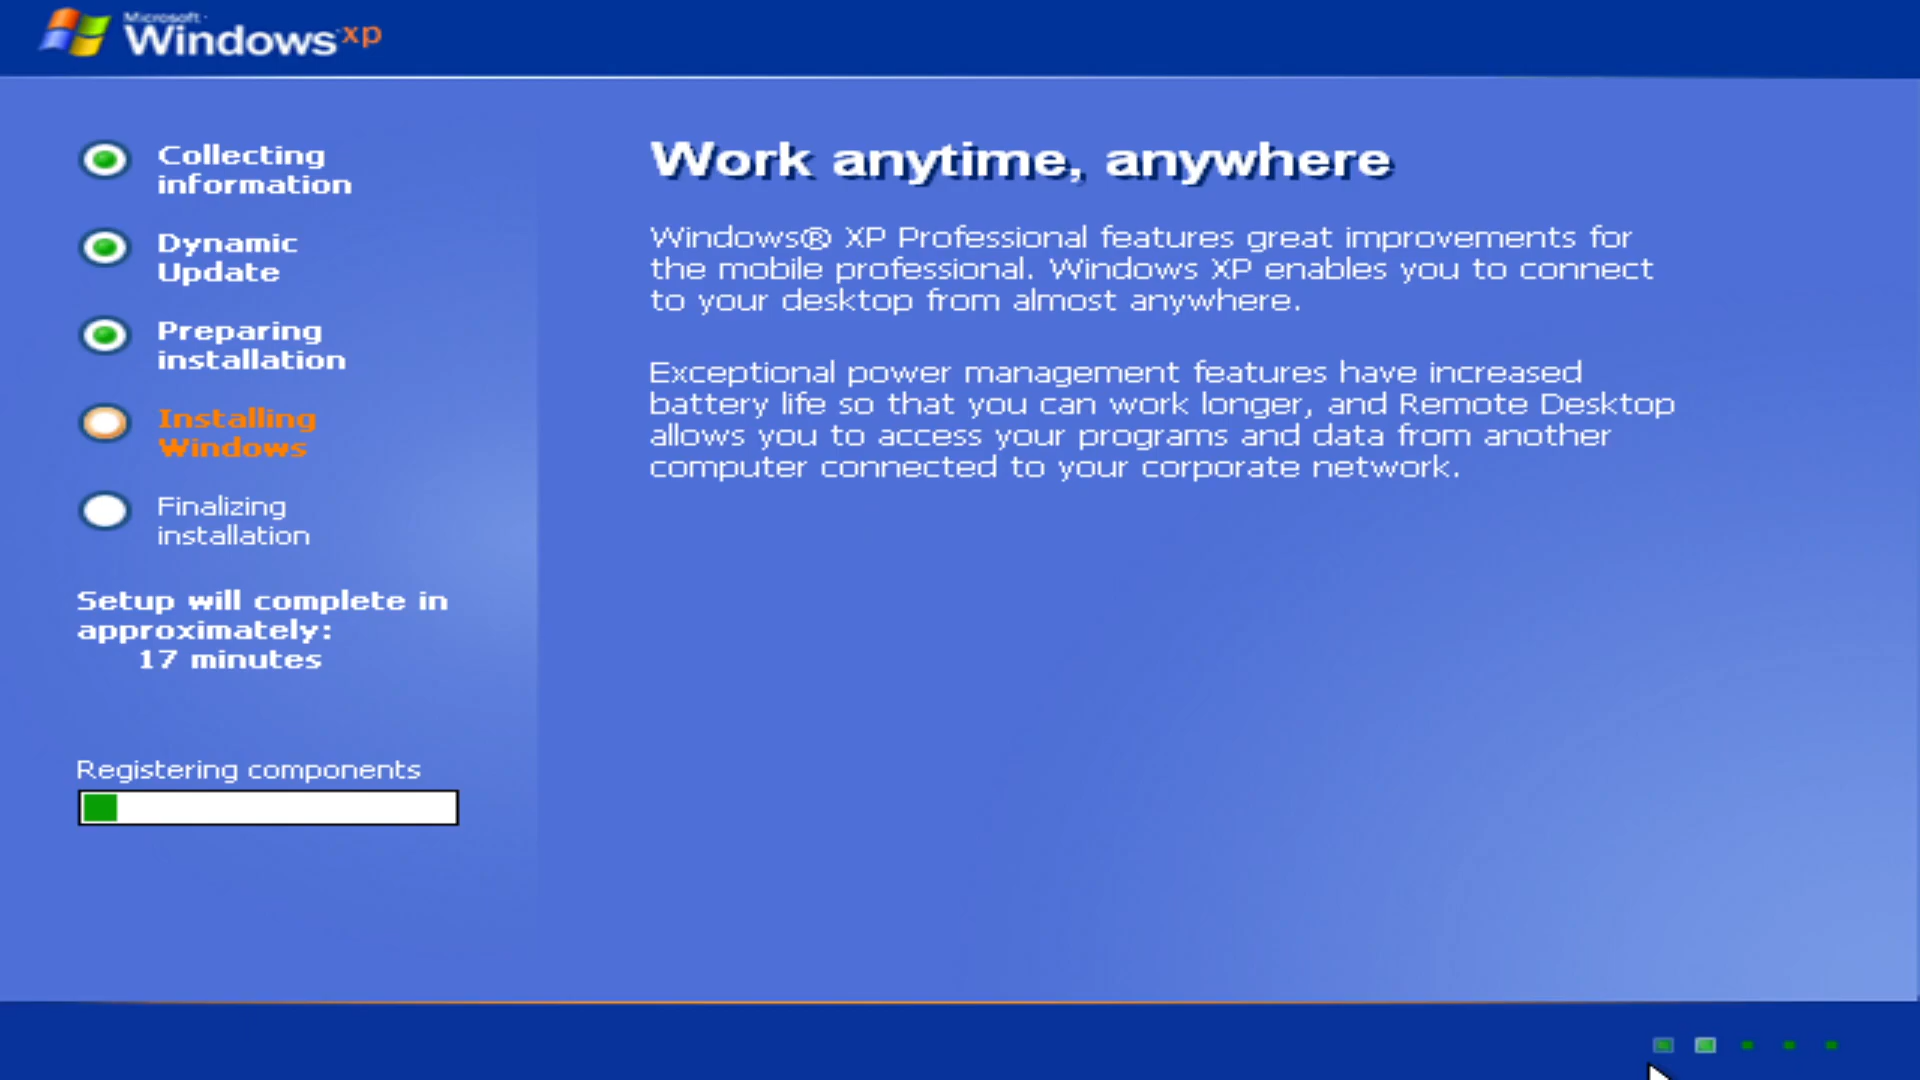 Microsoft
Windows xp
Collecting
information
Dynamic
Update
Preparing
installation
Installing
Windows
Finalizing
installation
Setup will complete in
approximately:
17 minutes
Registering components
Work anytime, anywhere
Windows® XP Professional features great improvements for
the mobile professional. Windows XP enables you to connect
to your desktop from almost anywhere.
Exceptional power management features have increased
battery life so that you can work longer, and Remote Desktop
allows you to access your programs and data from another
computer connected to your corporate network.